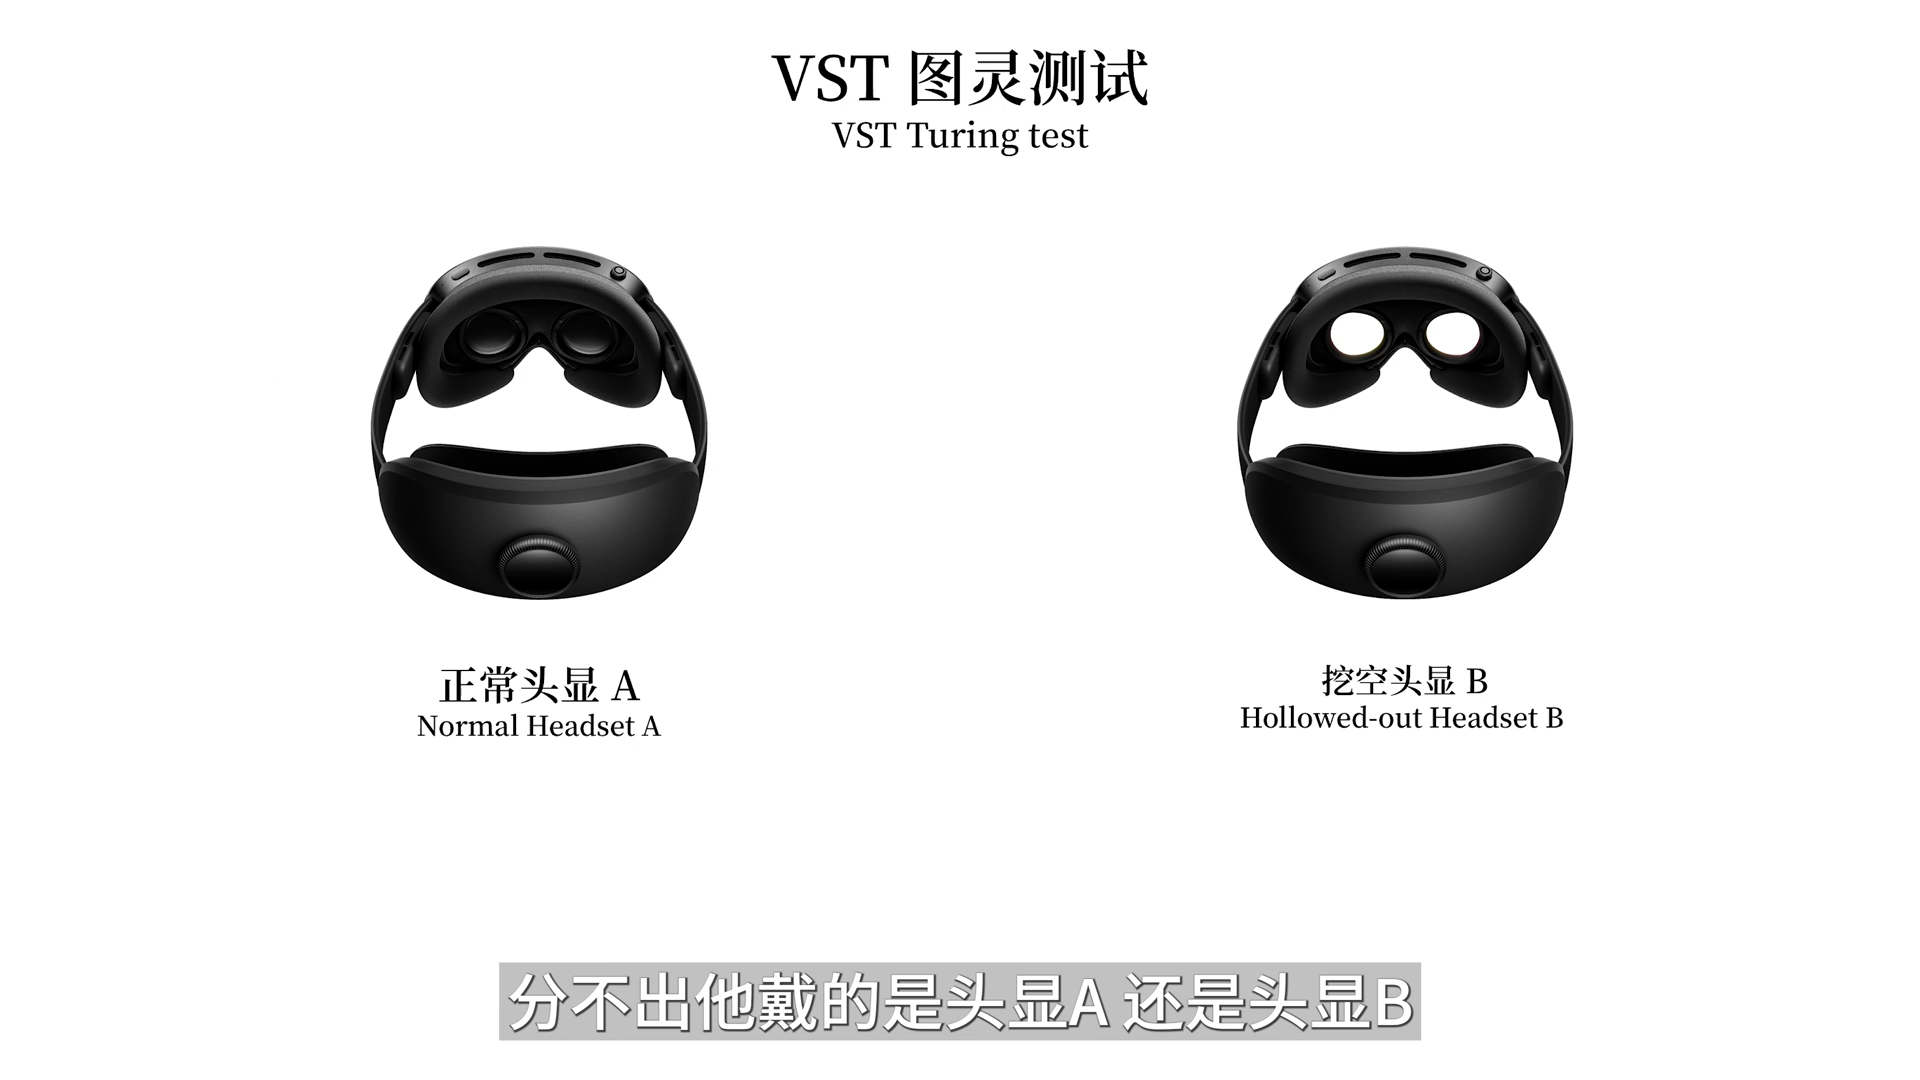 VST 图灵测试
VST Turing test
正常头显 A
Normal Headset A
挖空头显 B
Hollowed-out Headset B
分不出他戴的是头显A 还是头显B